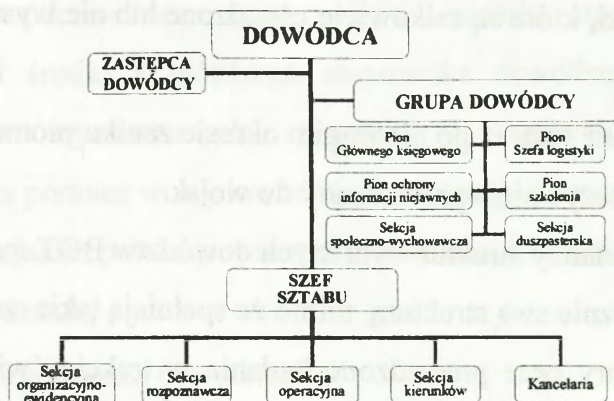 DOWÓDCA
ZASTĘPCA
DOWÓDCY
GRUPA DOWÓDCY
Pion
Głównego księgowego
Pion
Szefa logistyki
Pion ochrony
informacji niejawnych
Pion
szkolenia
Sekcja
społeczno-wychowawcza
Sekcja
duszpasterska
SZEF
SZTABU
Sekcja
organizacyjno-
ewidencyjna
Sekcja
rozpoznawcza
Sekcja
operacyjna
Sekcja
kierunków
Kancelaria